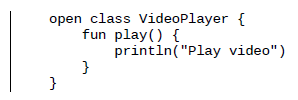 open class VideoPlayer {
    fun play() {
        println("Play video")
    }
}